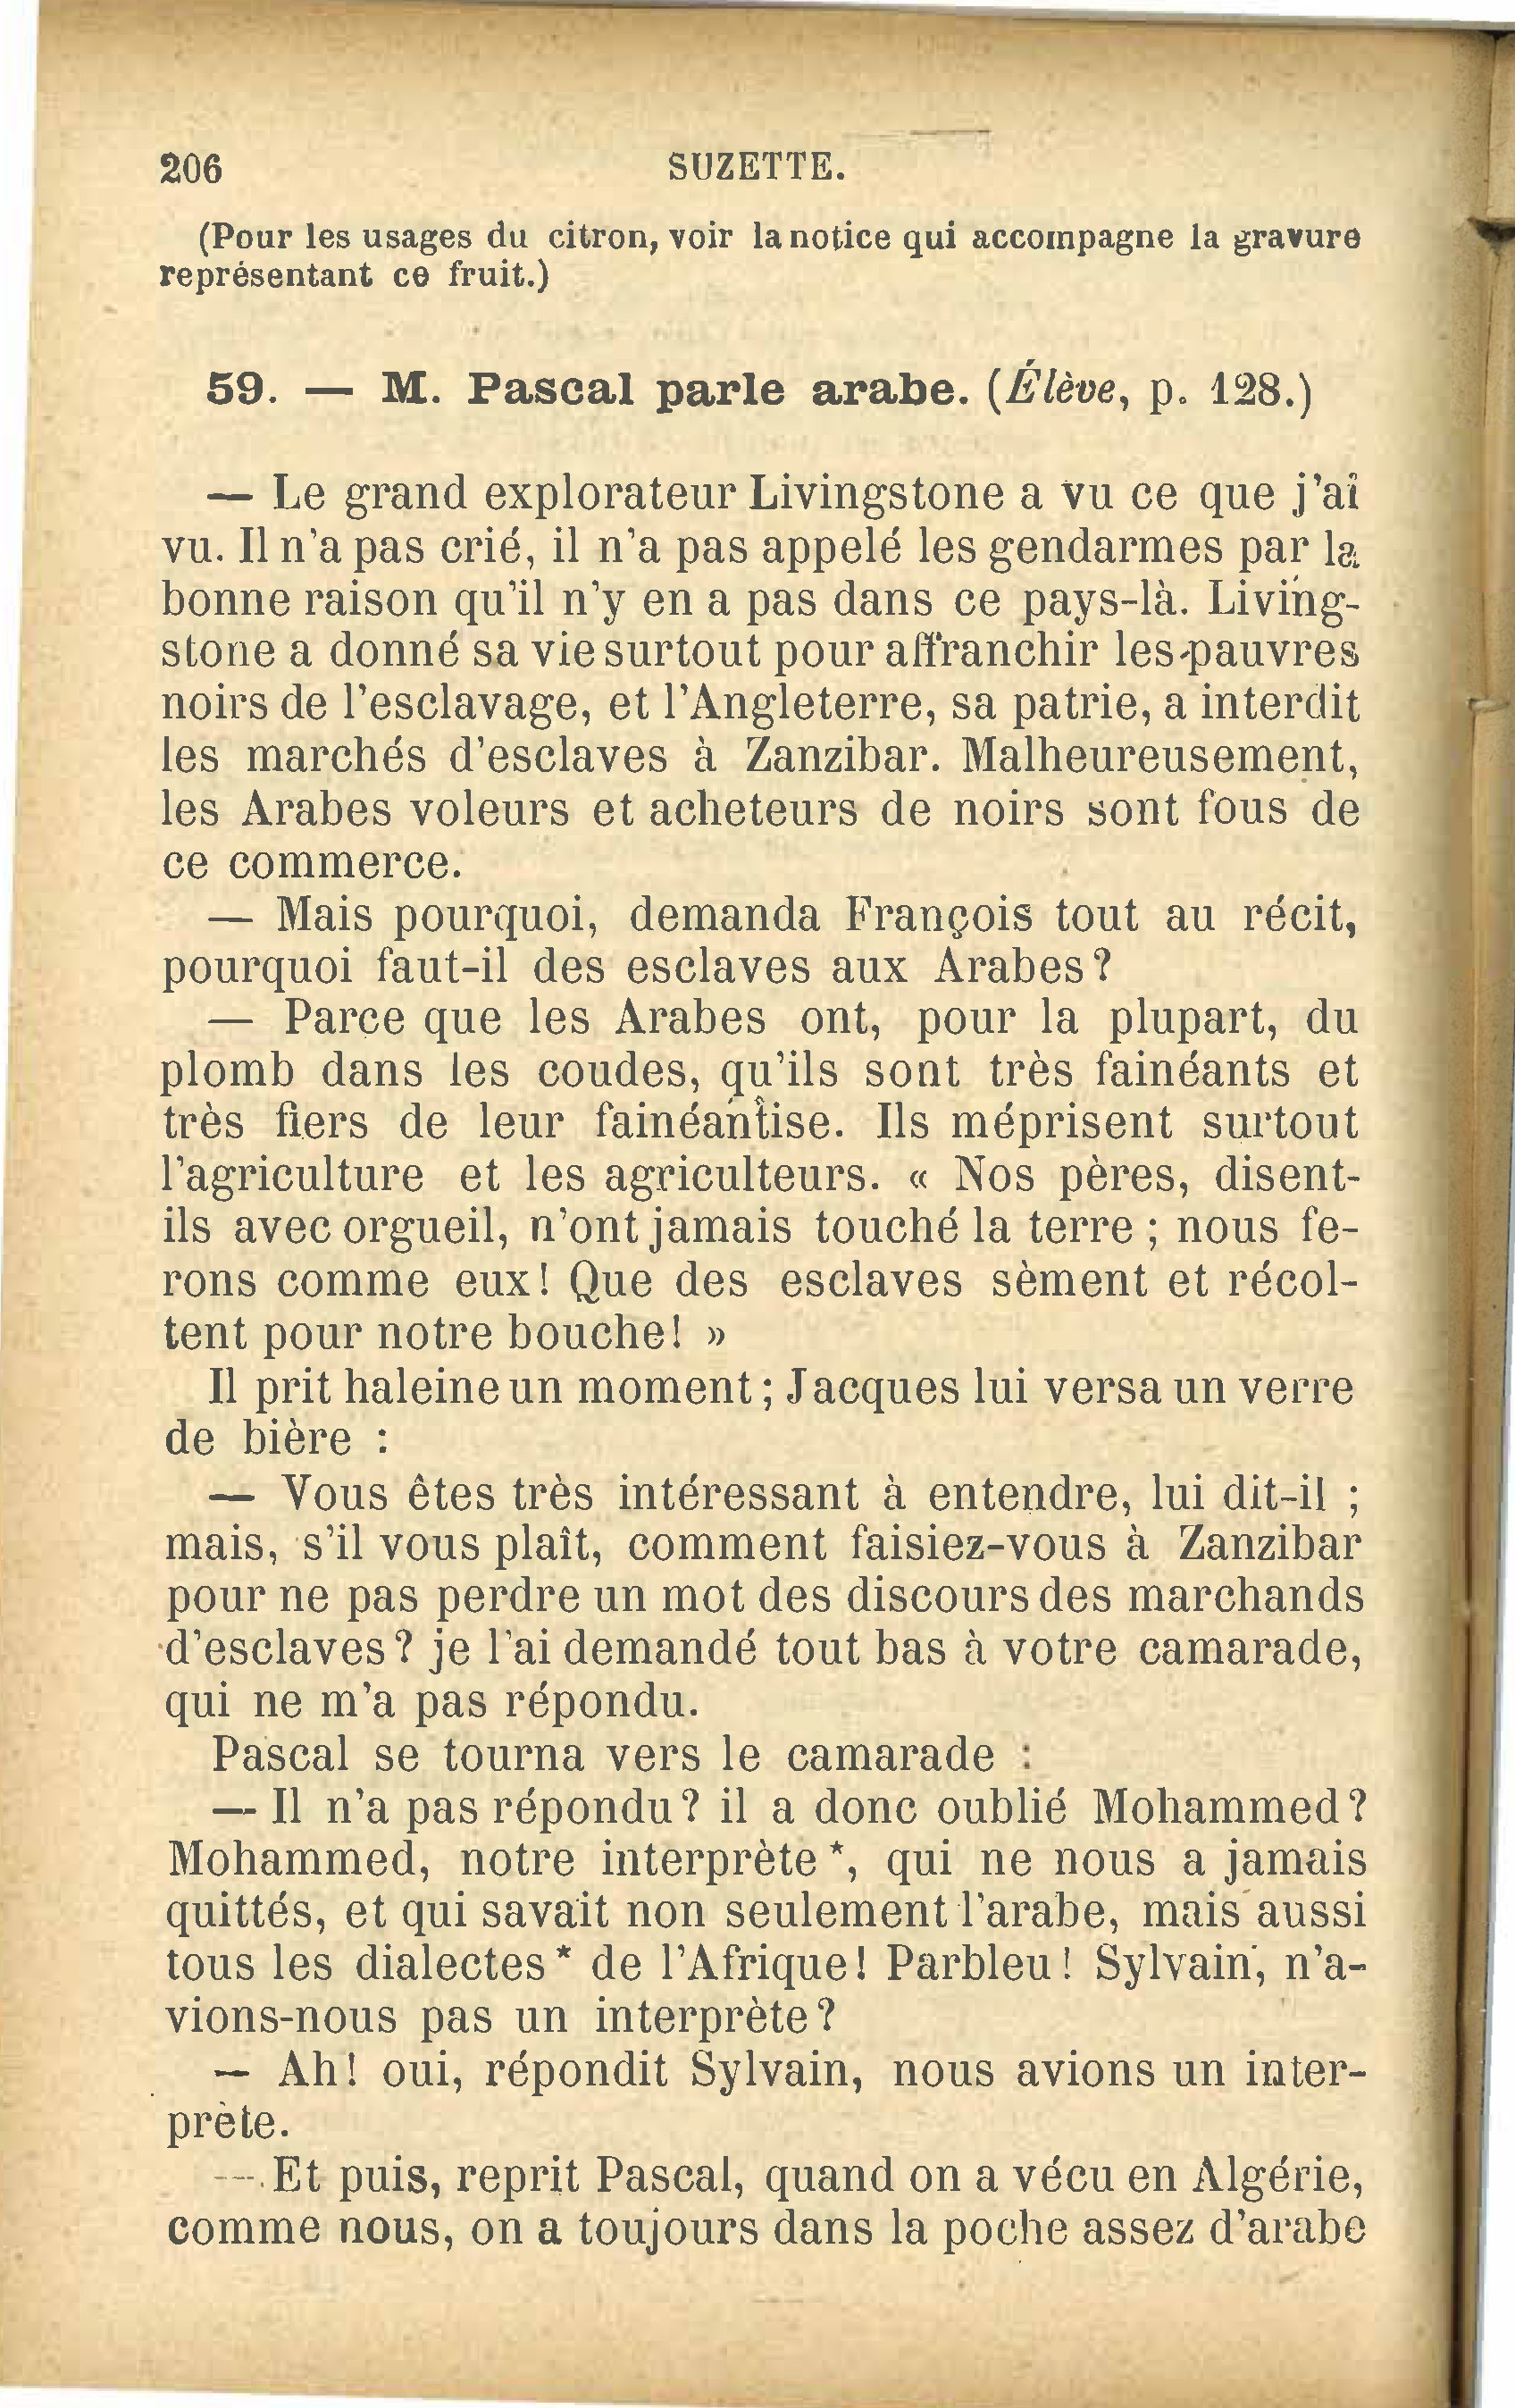 206
SUZETTE.
(Pour les usages du citron, voir la notice qui accompagne la gravure
représentant ce fruit.)
59. — M. Pascal parle arabe. (Élève, p. 128.)
— Le grand explorateur Livingstone a vu ce que j'ai
vu. Il n'a pas crié, il n'a pas appelé les gendarmes par la
bonne raison qu'il n'y en a pas dans ce pays-là. Living-
stone a donné sa vie surtout pour affranchir les pauvres
noirs de l'esclavage, et l'Angleterre, sa patrie, a interdit
les marchés d'esclaves à Zanzibar. Malheureusement,
les Arabes voleurs et acheteurs de noirs sont fous de
ce commerce.
— Mais pourquoi, demanda François tout au récit,
pourquoi faut-il des esclaves aux Arabes?
— Parce que les Arabes ont, pour la plupart, du
plomb dans les coudes, qu'ils sont très fainéants et
très fiers de leur fainéantise. Ils méprisent surtout
l'agriculture et les agriculteurs. « Nos pères, disent-
ils avec orgueil, n'ont jamais touché la terre ; nous fe-
rons comme eux! Que des esclaves sèment et récol-
tent pour notre bouche! »
Il prit haleine un moment ; Jacques lui versa un verre
de bière :
— Vous êtes très intéressant à entendre, lui dit-il ;
mais, s'il vous plaît, comment faisiez-vous à Zanzibar
pour ne pas perdre un mot des discours des marchands
d'esclaves? je l'ai demandé tout bas à votre camarade,
qui ne m'a pas répondu.
Pascal se tourna vers le camarade :
— Il n'a pas répondu? il a donc oublié Mohammed?
Mohammed, notre interprète *, qui ne nous a jamais
quittés, et qui savait non seulement l'arabe, mais aussi
tous les dialectes * de l'Afrique! Parbleu! Sylvain, n'a-
vions-nous pas un interprète?
— Ah! oui, répondit Sylvain, nous avions un inter-
prète.
— Et puis, reprit Pascal, quand on a vécu en Algérie,
comme nous, on a toujours dans la poche assez d'arabe